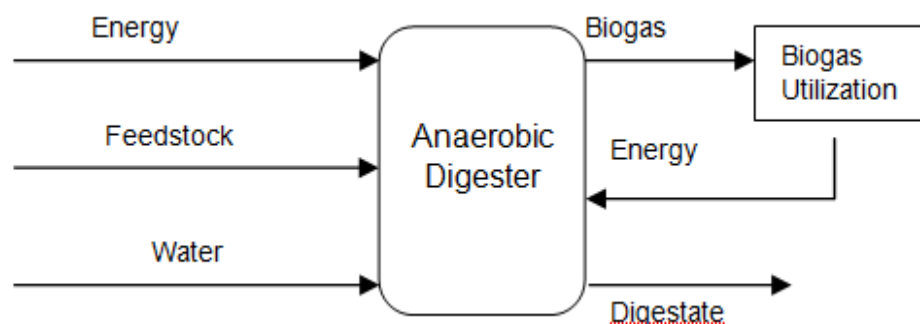 Energy
Biogas
Biogas
Utilization
Feedstock
Anaerobic
Digester
Energy
Water
Digestate